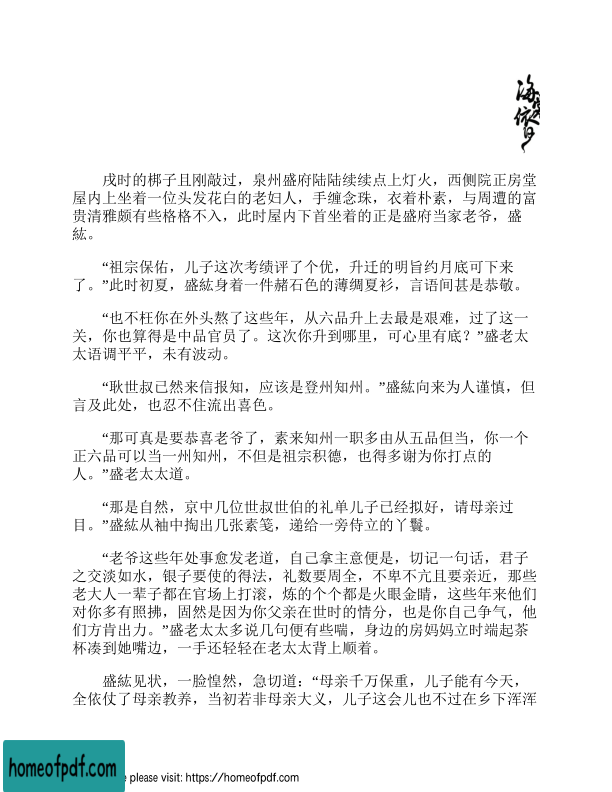 海
戌时的梆子且刚敲过，泉州盛府陆陆续续点上灯火，西侧院正房堂
屋内上坐着一位头发花白的老妇人，手缠念珠，衣着朴素，与周遭的富
贵清雅颇有些格格不入，此时屋内下首坐着的正是盛府当家老爷，盛
紘。
“祖宗保佑，儿子这次考绩评了个优，升迁的明旨约月底可下来
了。”此时初夏，盛紘身着一件赭石色的薄绸夏衫，言语间甚是恭敬。
“也不枉你在外头熬了这些年，从六品升上去最是艰难，过了这一
关，你也算得是中品官员了。这次你升到哪里，可心里有底？”盛老太
太语调平平，未有波动。
“耿世叔已然来信报知，应该是登州知州。”盛紘向来为人谨慎，但
言及此处，也忍不住流出喜色。
“那可真是要恭喜老爷了，素来知州一职多由从五品但当，你一个
正六品可以当一州知州，不但是祖宗积德，也得多谢为你打点的
人。”盛老太太道。
“那是自然，京中几位世叔世伯的礼单儿子已经拟好，请母亲过
目。”盛紘从袖中掏出几张素笺，递给一旁侍立的丫鬟。
“老爷这些年处事愈发老道，自己拿主意便是，切记一句话，君子
之交淡如水，银子要使的得法，礼数要周全，不卑不亢且要亲近，那些
老大人一辈子都在官场上打滚，炼的个个都是火眼金睛，这些年来他们
对你多有照拂，固然是因为你父亲在世时的情分，也是你自己争气，他
们方肯出力。”盛老太太多说几句便有些喘，身边的房妈妈立时端起茶
杯凑到她嘴边，一手还轻轻在老太太背上顺着。
盛紘见状，一脸惶然，急切道：“母亲千万保重，儿子能有今天，
全依仗了母亲教养，当初若非母亲大义，儿子这会儿也不过在乡下浑浑
homeofpdf.com
e please visit: https://homeofpdf.com